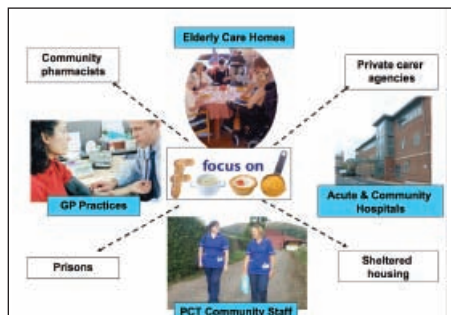 Elderly Care Homes
Community
pharmacists
Private carer
agencies
focus on
GP Practices
Acute & Community
Hospitals
Prisons
Sheltered
housing
PCT Community Staff